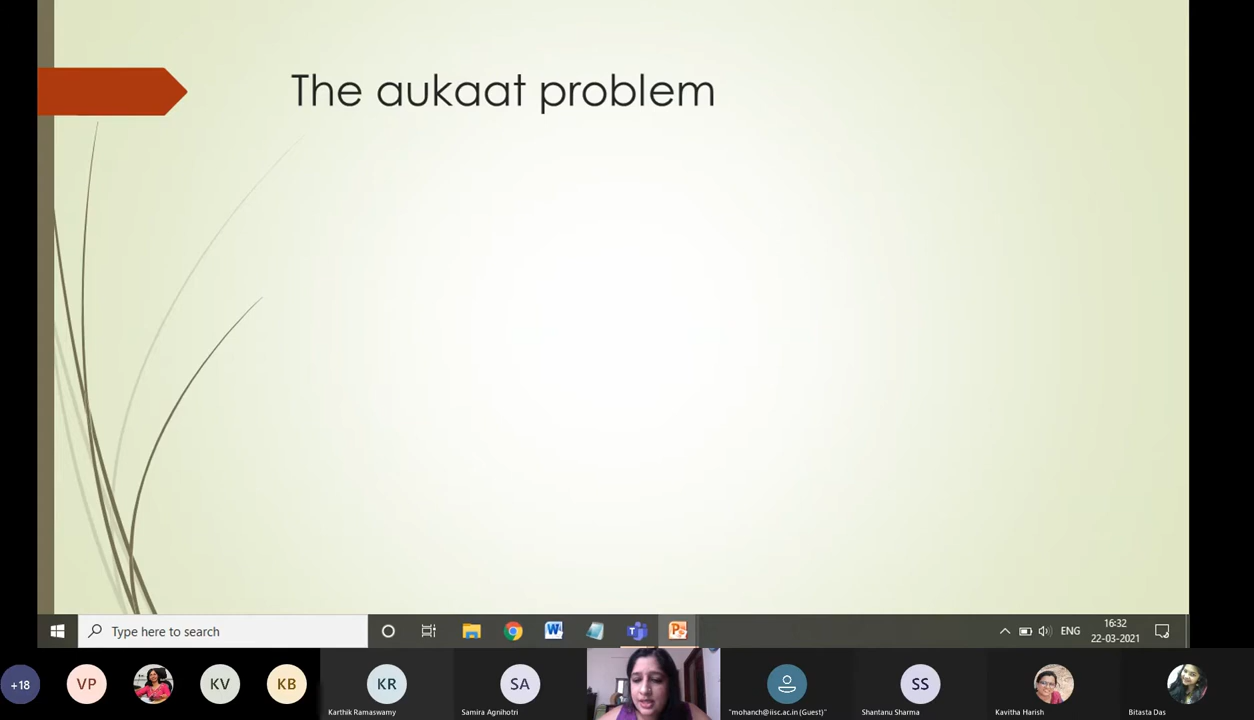 The aukaat problem
Type here to search
ENG
16:32
22-03-2021
+18
VP
KV
KB
KR
SA
SS
Karthik Ramaswamy
Samira Agnihotri
"mohanch@iisc.ac.in (Guest)"
Shantanu Sharma
Kavitha Harish
Bitasta Das